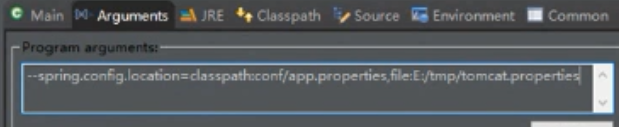 Main Arguments JRE Classpath Source Environment Common
Program arguments:
--spring.config.location=classpath:conf/app.properties,file:E:/tmp/tomcat.properties